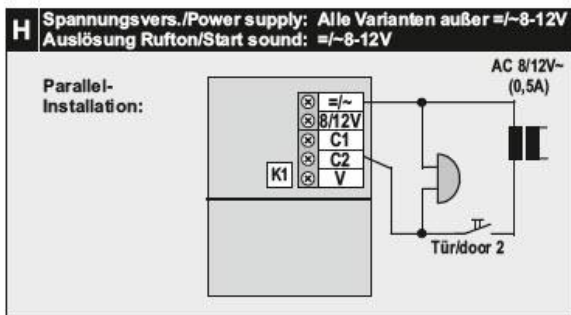 H
Spannungsvers./Power supply: Alle Varianten außer =/~8-12V
Auslösung Rufton/Start sound: =/~8-12V
Parallel-
Installation:
AC 8/12V~
(0,5A)
=/~
8/12V
C1
C2
V
K1
Tür/door 2